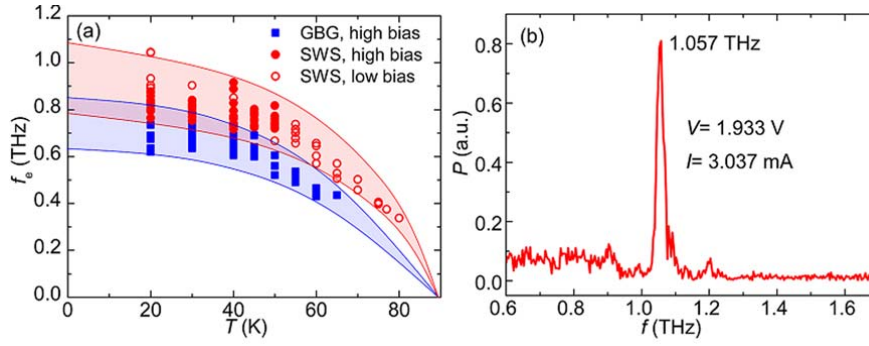 (a)
GBG, high bias
SWS, high bias
SWS, low bias
1.2
1.0
0.8
0.6
0.4
0.2
0.0
fe (THz)
0
20
40
60
80
T (K)
(b)
1.057 THz
V= 1.933 V
I= 3.037 mA
0.8
0.6
0.4
0.2
0.0
P (a.u.)
0.6
0.8
1.0
1.2
1.4
1.6
f (THz)